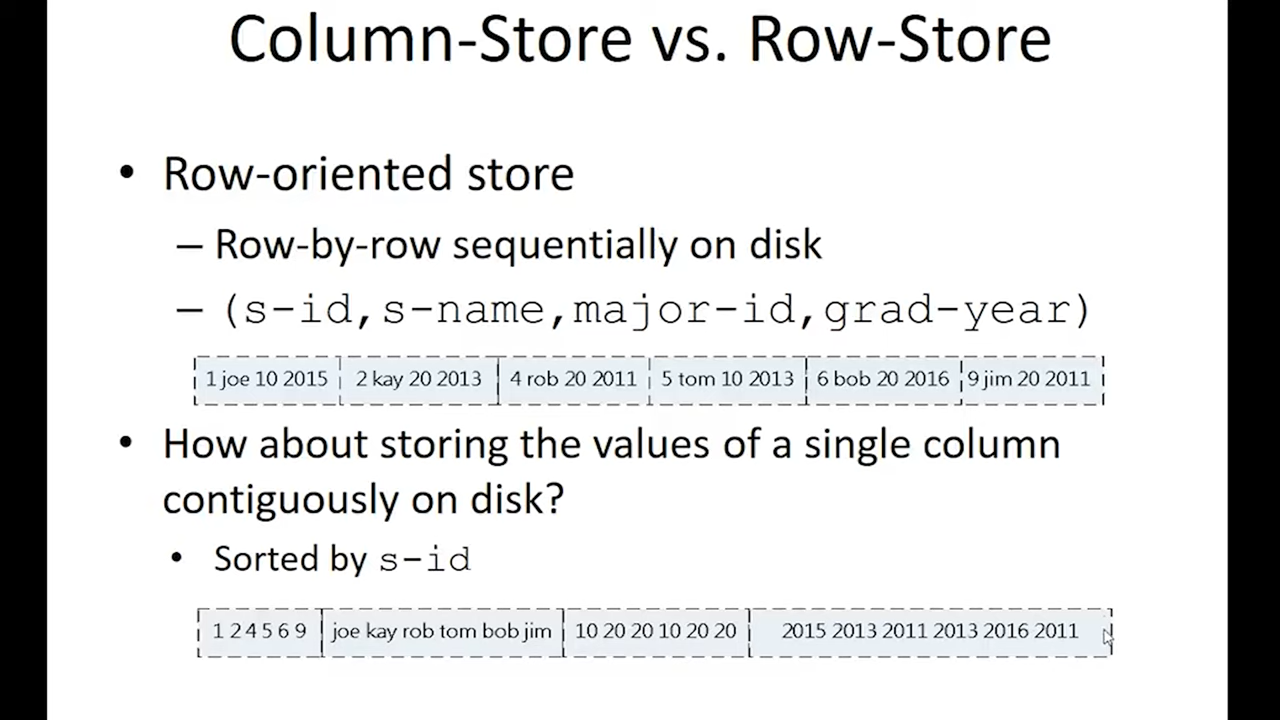 Column-Store vs. Row-Store
• Row-oriented store
– Row-by-row sequentially on disk
– (s-id,s-name,major-id,grad-year)
1 joe 10 2015 2 kay 20 2013 4 rob 20 2011 5 tom 10 2013 6 bob 20 2016 9 jim 20 2011
• How about storing the values of a single column
contiguously on disk?
• Sorted by s-id
1 2 4 5 6 9 joe kay rob tom bob jim 10 20 20 10 20 20 2015 2013 2011 2013 2016 2011